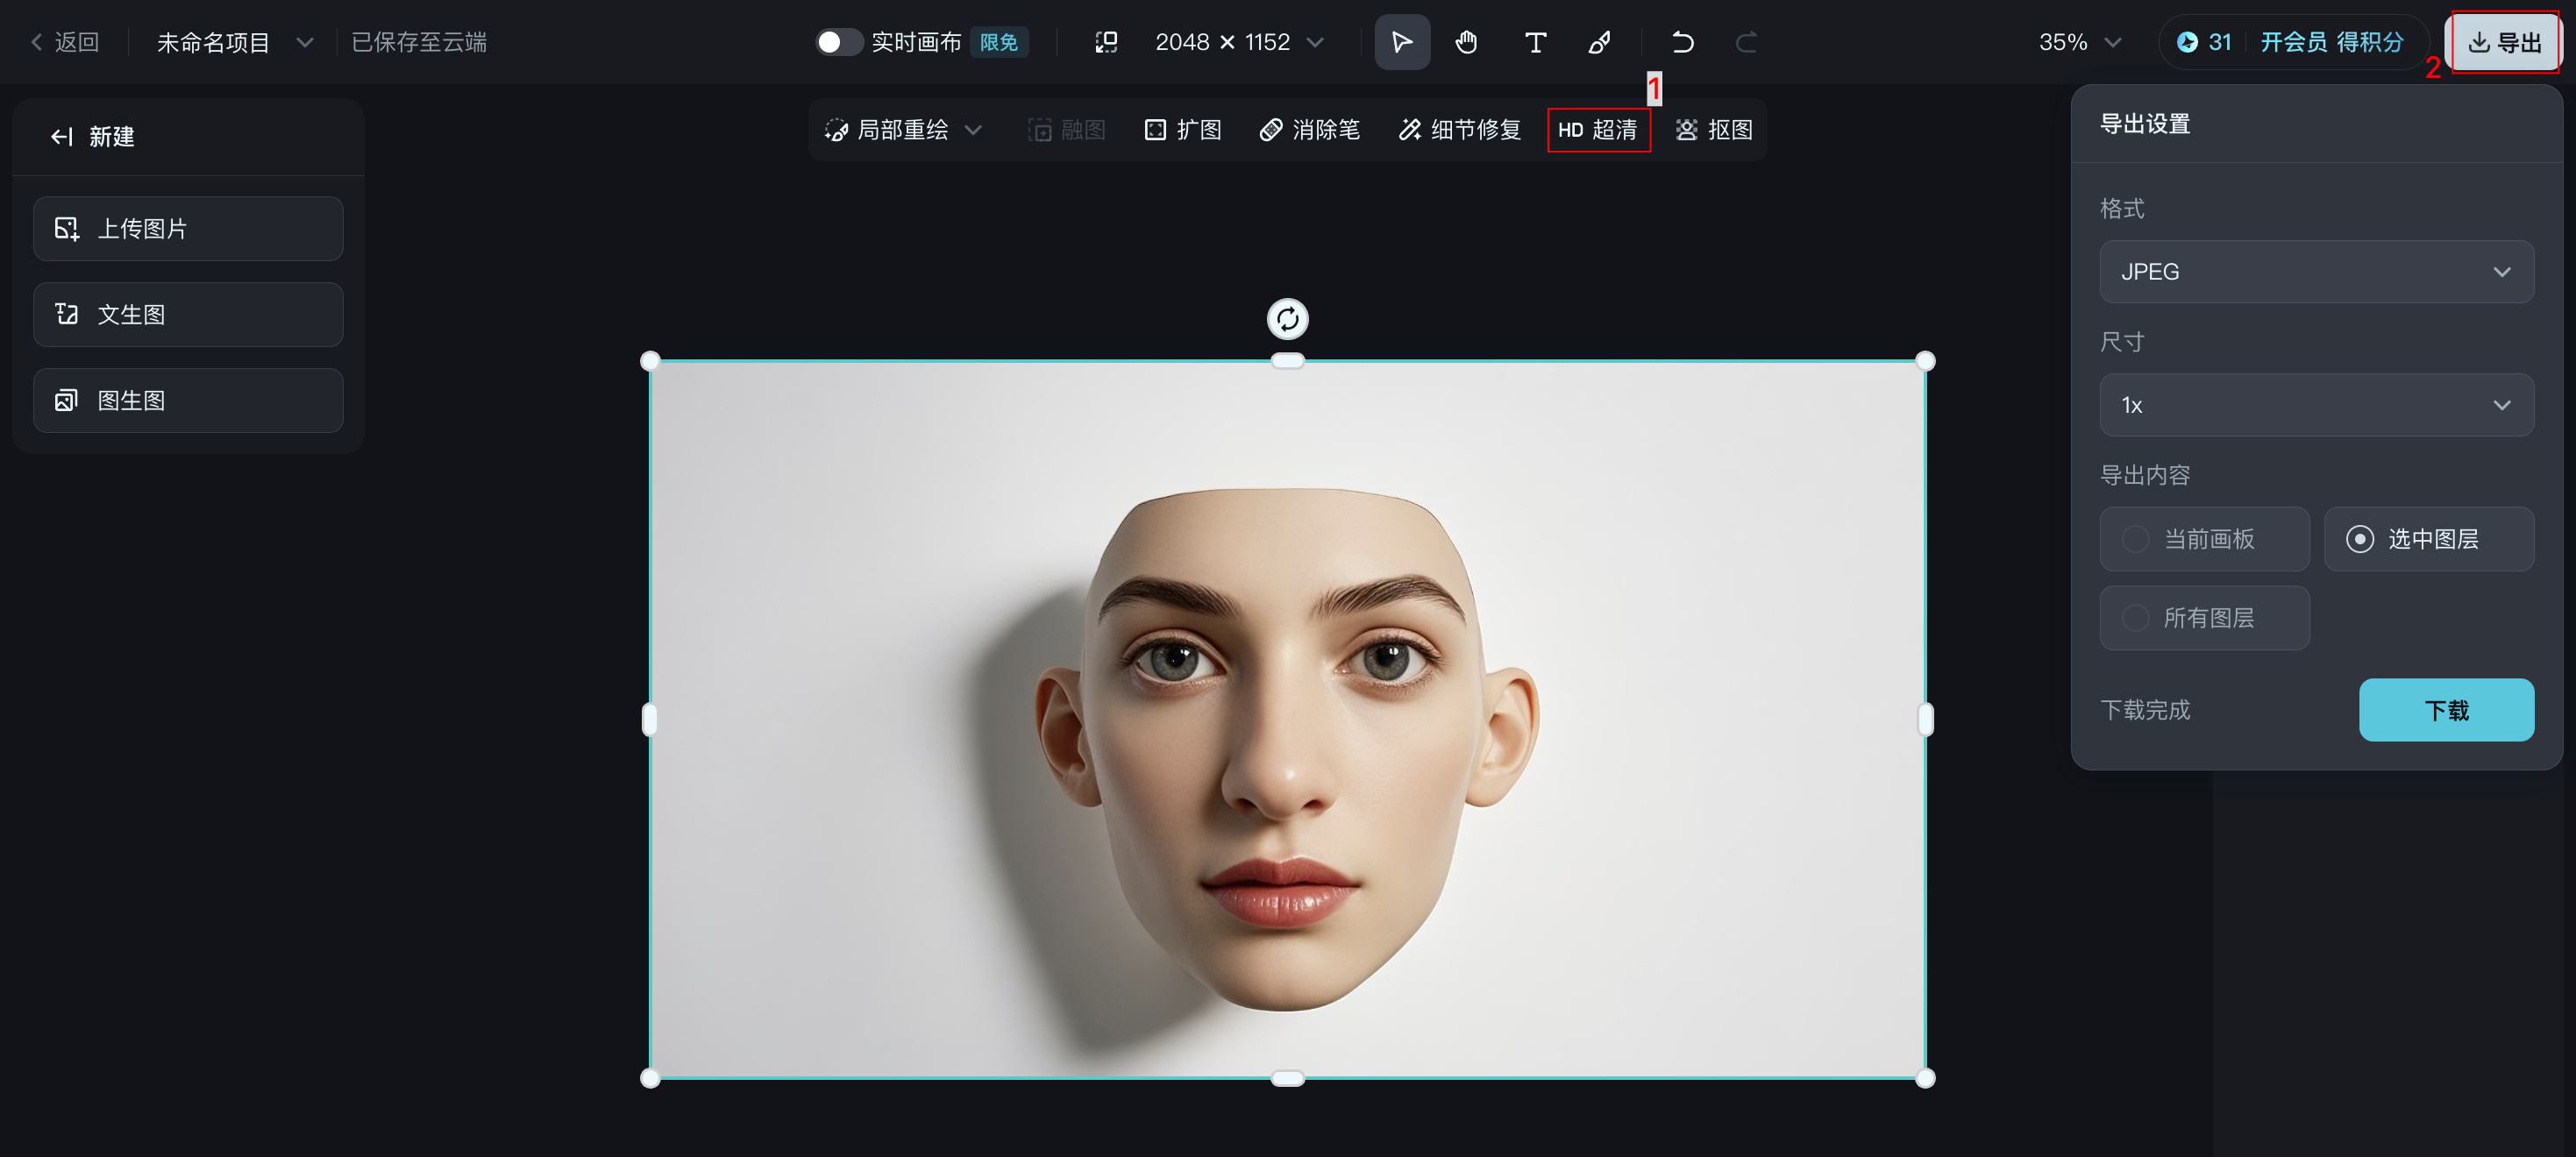 返回
未命名项目
已保存至云端
实时画布 限免
2048 × 1152
T
35%
31
开会员 得积分
导出
2
1
新建
上传图片
文生图
图生图
局部重绘
融图
扩图
消除笔
细节修复
HD 超清
抠图
导出设置
格式
JPEG
尺寸
1x
导出内容
当前画板
选中图层
所有图层
下载完成
下载